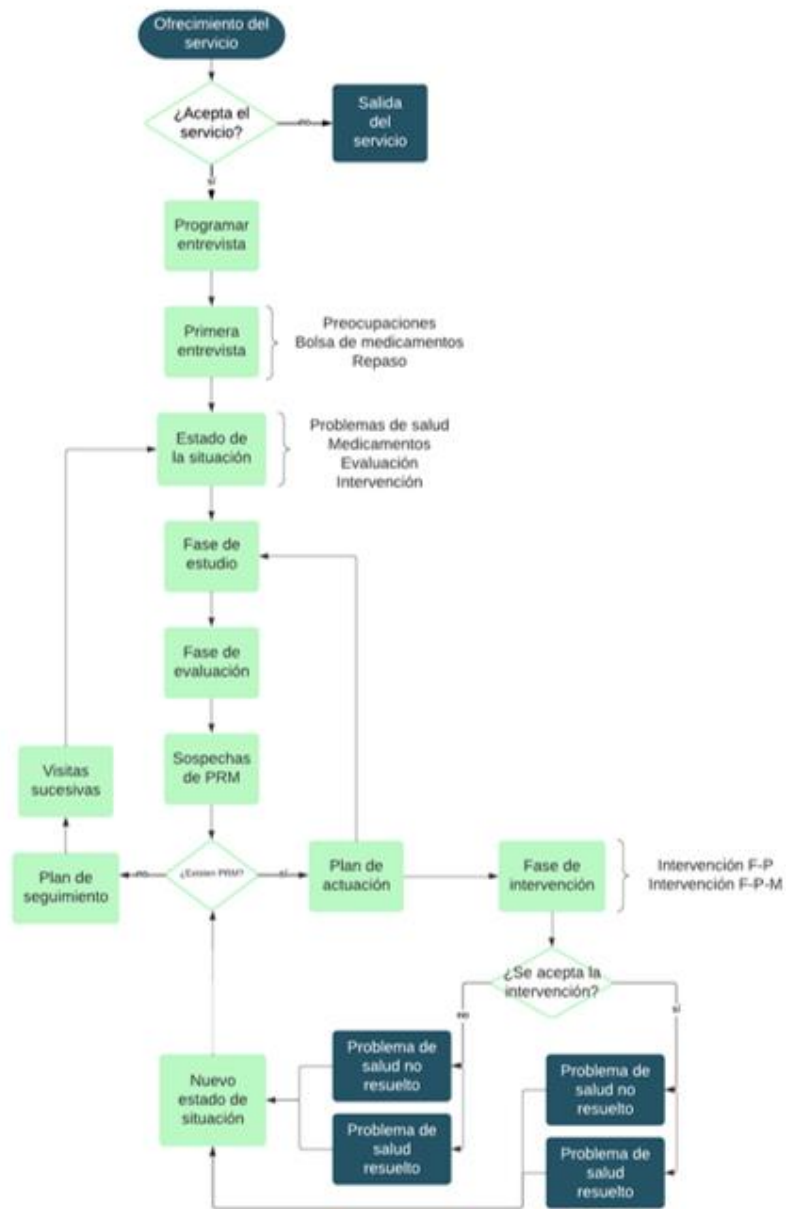 Ofrecimiento del
servicio
¿Acepta el
servicio?
no
Salida
del
servicio
sí
Programar
entrevista
Primera
entrevista
Preocupaciones
Bolsa de medicamentos
Repaso
Estado de
la situación
Problemas de salud
Medicamentos
Evaluación
Intervención
Fase de
estudio
Fase de
evaluación
Sospechas
de PRM
Visitas
sucesivas
¿Existen PRM?
no
sí
Plan de
seguimiento
Plan de
actuación
Fase de
intervención
Intervención F-P
Intervención F-P-M
¿Se acepta la
intervención?
no
sí
Problema de
salud no
resuelto
Problema de
salud
resuelto
Problema de
salud no
resuelto
Problema de
salud
resuelto
Nuevo
estado de
situación